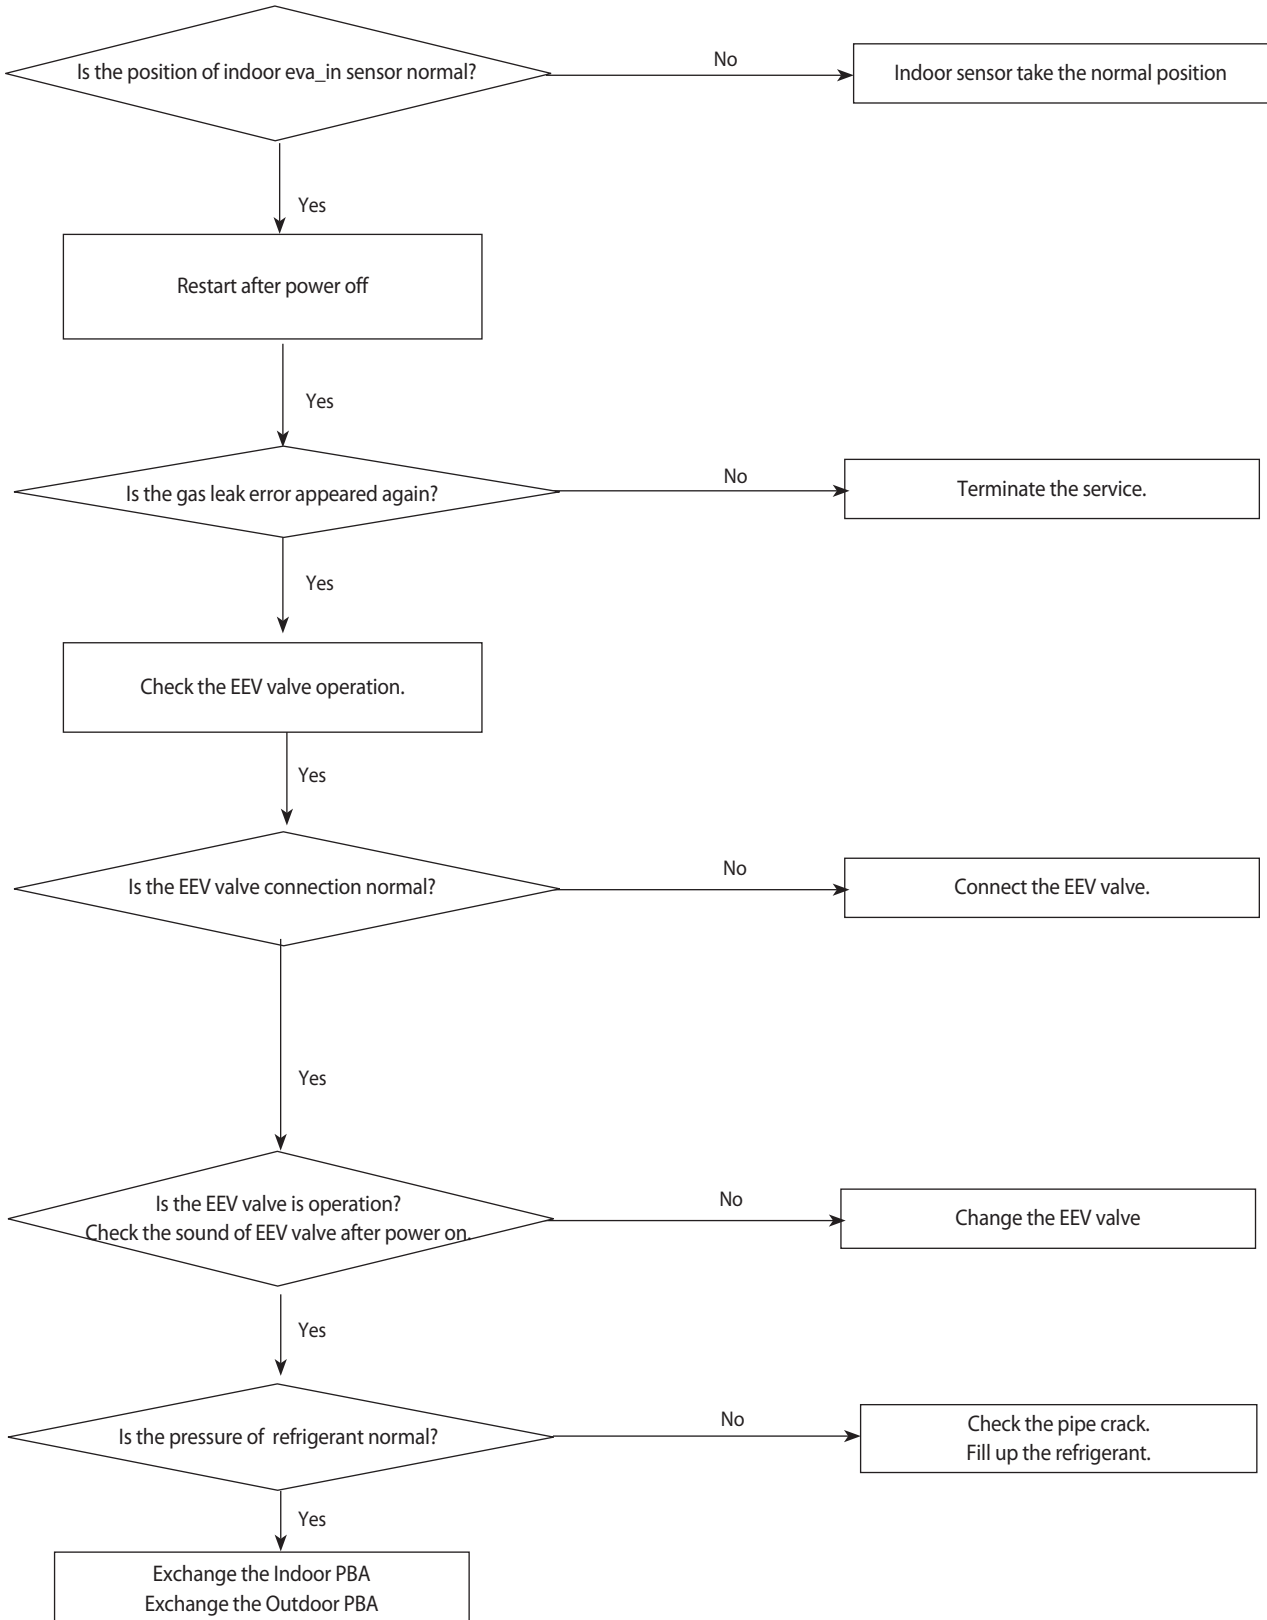 Is the position of indoor eva_in sensor normal?
No
Indoor sensor take the normal position
Yes
Restart after power off
Yes
Is the gas leak error appeared again?
No
Terminate the service.
Yes
Check the EEV valve operation.
Yes
Is the EEV valve connection normal?
No
Connect the EEV valve.
Yes
Is the EEV valve is operation?
Check the sound of EEV valve after power on.
No
Change the EEV valve
Yes
Is the pressure of refrigerant normal?
No
Check the pipe crack.
Fill up the refrigerant.
Yes
Exchange the Indoor PBA
Exchange the Outdoor PBA